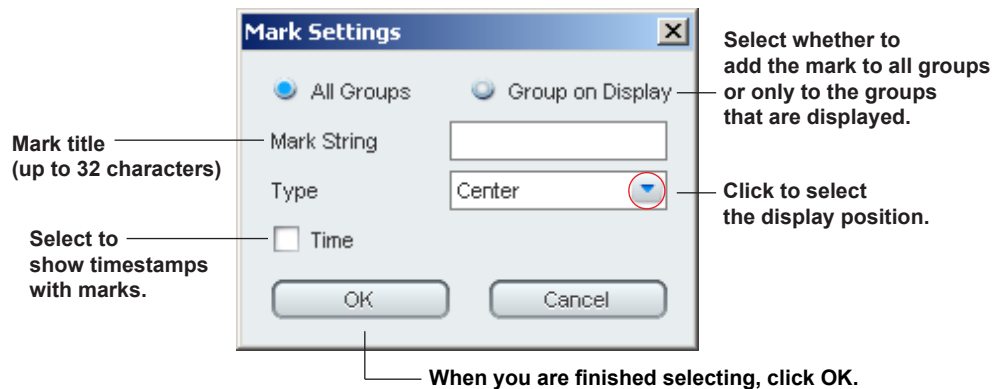 Mark Settings
All Groups
Group on Display
Select whether to
add the mark to all groups
or only to the groups
that are displayed.
Mark title
(up to 32 characters)
Mark String
Type
Center
Click to select
the display position.
Select to
show timestamps
with marks.
Time
OK
Cancel
When you are finished selecting, click OK.